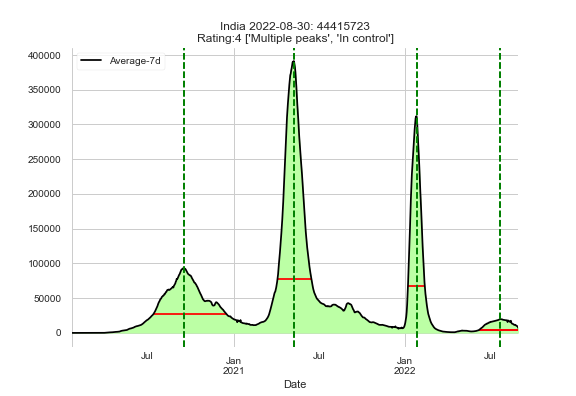 India 2022-08-30: 44415723
Rating:4 ['Multiple peaks', 'In control']
Average-7d
400000
350000
300000
250000
200000
150000
100000
50000
0
Jul
Jan
2021
Jul
Jan
2022
Jul
Date